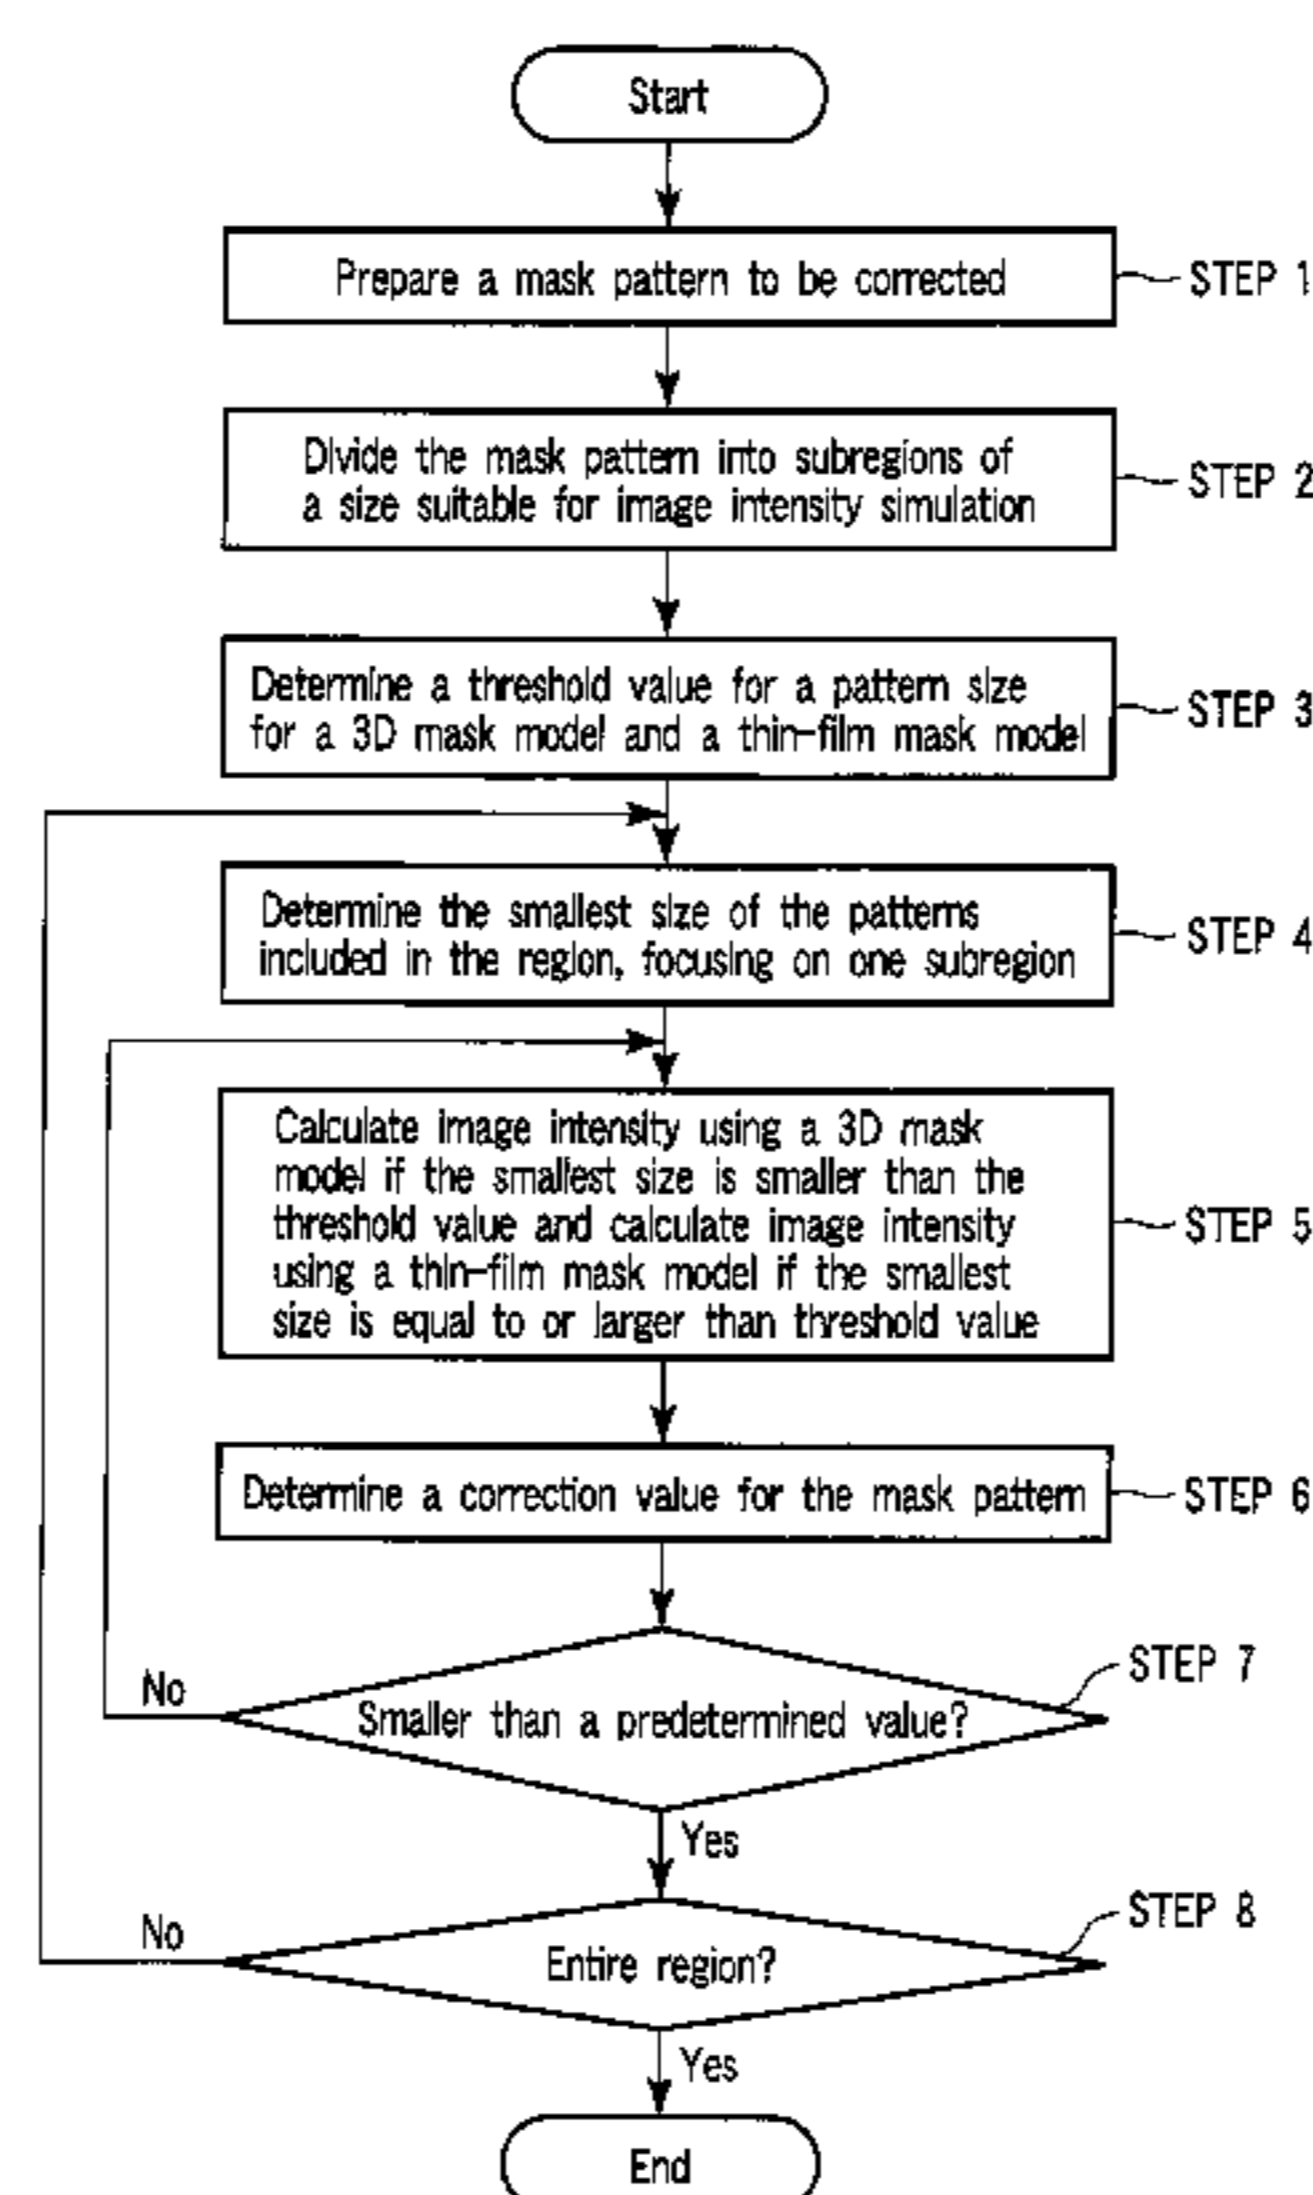 Start
Prepare a mask pattern to be corrected
STEP 1
Divide the mask pattern into subregions of
a size suitable for image intensity simulation
STEP 2
Determine a threshold value for a pattern size
for a 3D mask model and a thin-film mask model
STEP 3
Determine the smallest size of the patterns
included in the region, focusing on one subregion
STEP 4
Calculate image intensity using a 3D mask
model if the smallest size is smaller than the
threshold value and calculate image intensity
using a thin-film mask model if the smallest
size is equal to or larger than threshold value
STEP 5
Determine a correction value for the mask pattern
STEP 6
STEP 7
No
Smaller than a predetermined value?
Yes
STEP 8
No
Entire region?
Yes
End